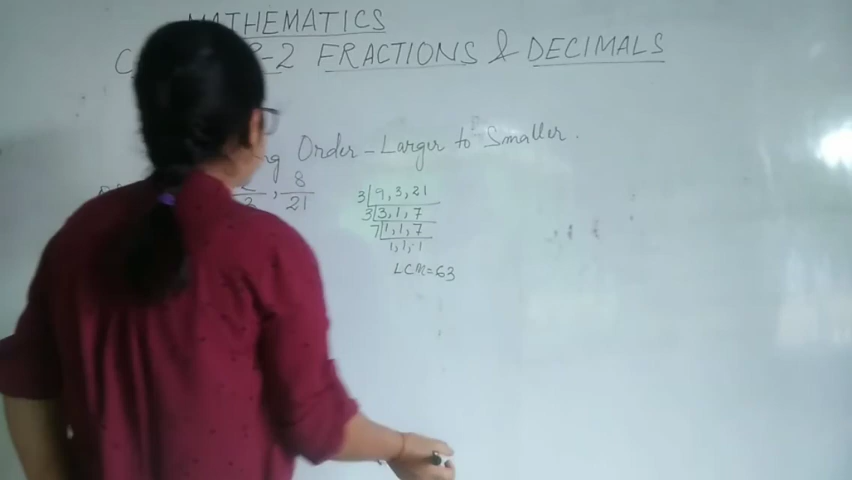 MATHEMATICS
-2 FRACTIONS & DECIMALS
Order - Larger to Smaller.
, 8/21
3 | 9, 3, 21
3 | 3, 1, 7
7 | 1, 1, 7
1, 1, 1
LCM = 63